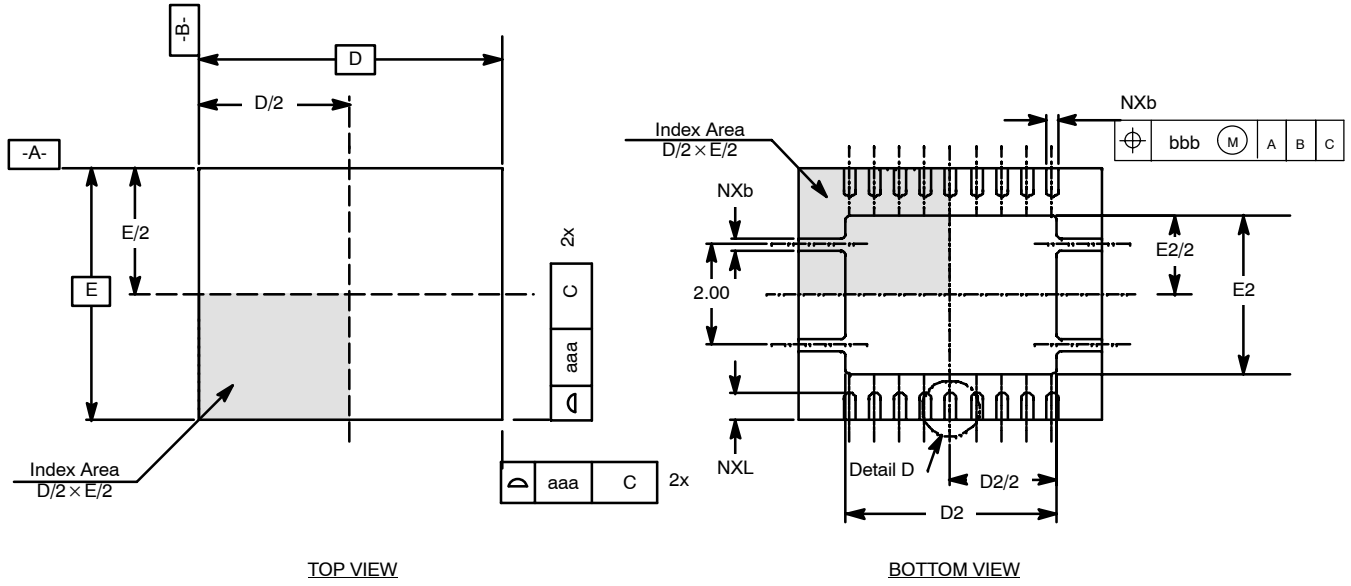 -B-
D
D/2
-A-
E/2
E
2x
C
aaa
Index Area
D/2 × E/2
aaa C 2x
TOP VIEW
NXb
bbb M A B C
Index Area
D/2 × E/2
NXb
2.00
E2/2
E2
NXL
Detail D
D2/2
D2
BOTTOM VIEW